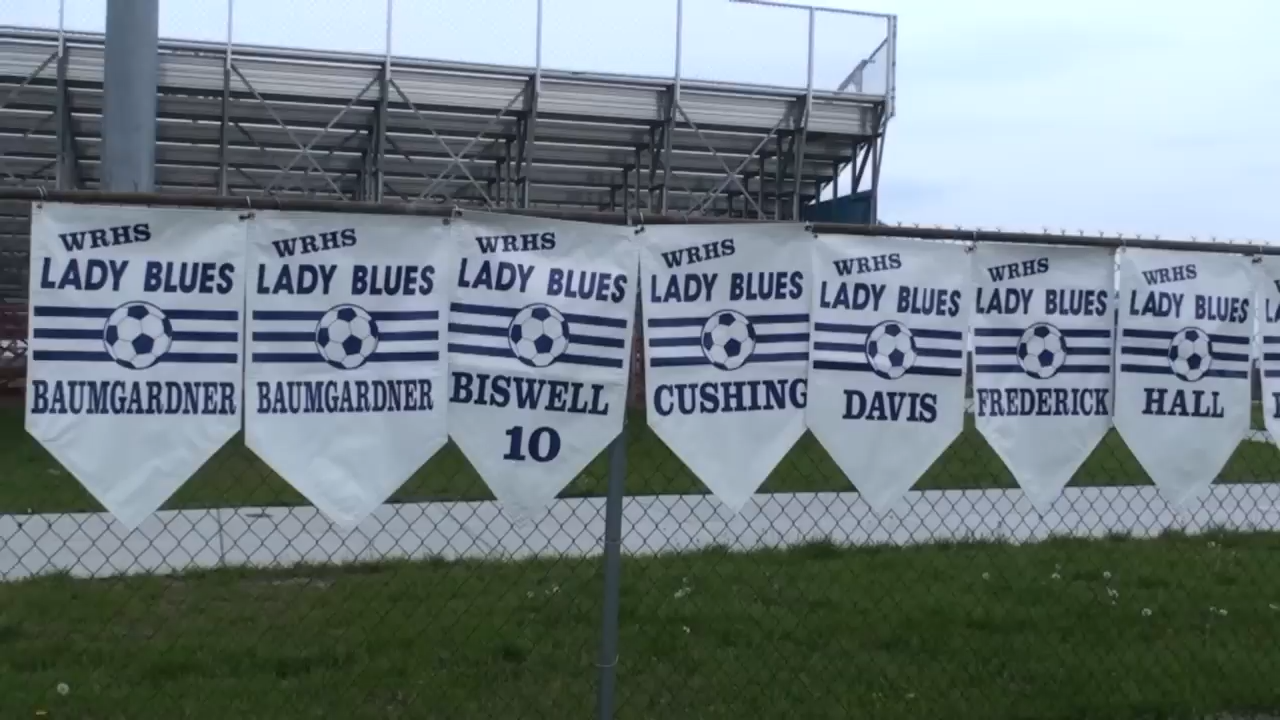 WRHS
LADY BLUES
BAUMGARDNER
WRHS
LADY BLUES
BAUMGARDNER
WRHS
LADY BLUES
BISWELL
10
WRHS
LADY BLUES
CUSHING
WRHS
LADY BLUES
DAVIS
WRHS
LADY BLUES
FREDERICK
WRHS
LADY BLUES
HALL